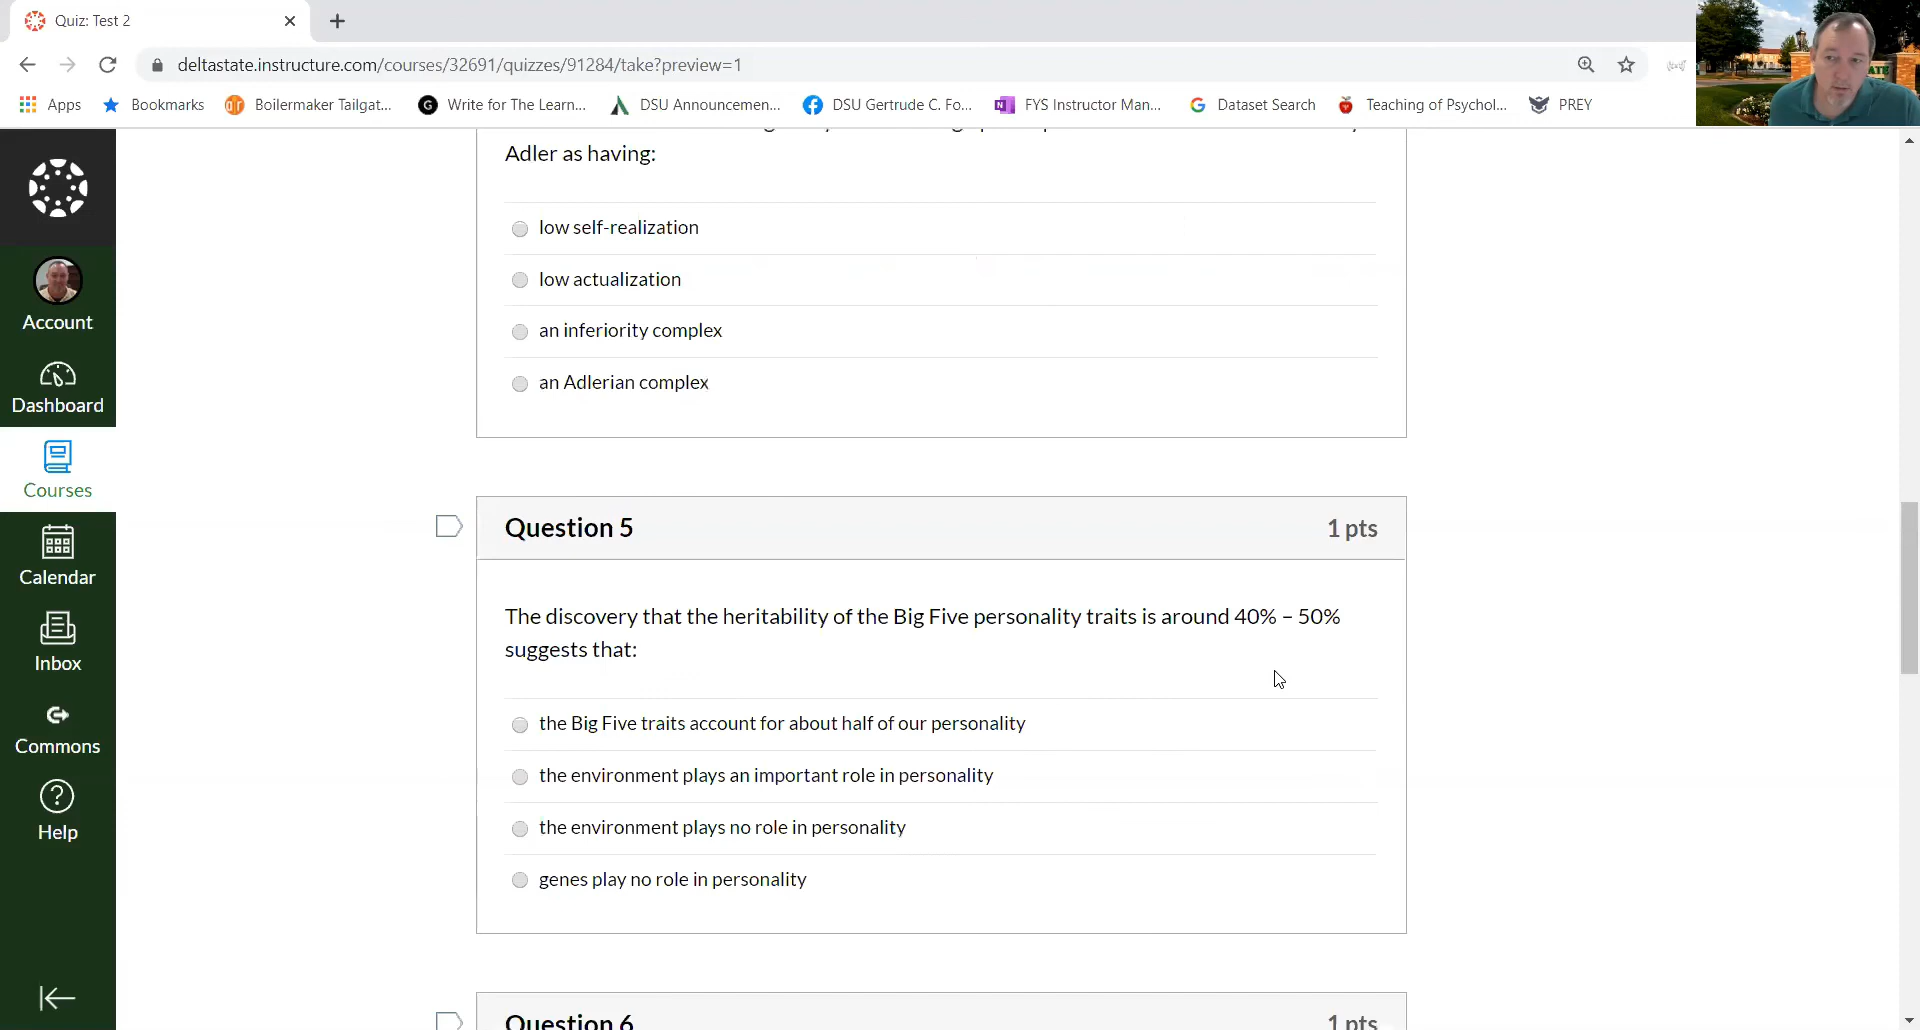 Quiz: Test 2
deltastate.instructure.com/courses/32691/quizzes/91284/take?preview=1
Apps Bookmarks Boilermaker Tailgat... Write for The Learn... DSU Announcemen... DSU Gertrude C. Fo... FYS Instructor Man... Dataset Search Teaching of Psychol... PREY
Account
Dashboard
Courses
Calendar
Inbox
Commons
Help
Adler as having:
low self-realization
low actualization
an inferiority complex
an Adlerian complex
Question 5 1 pts
The discovery that the heritability of the Big Five personality traits is around 40% – 50%
suggests that:
the Big Five traits account for about half of our personality
the environment plays an important role in personality
the environment plays no role in personality
genes play no role in personality
Question 6 1 pts